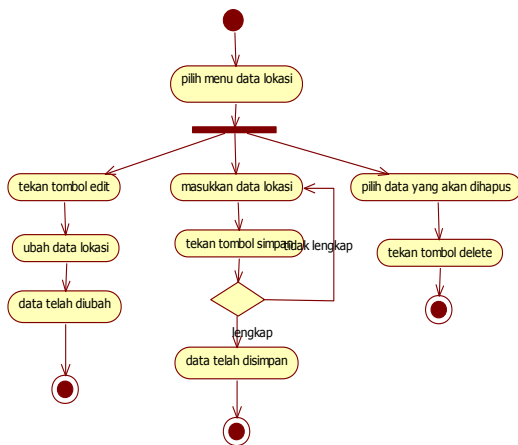 pilih menu data lokasi
tekan tombol edit
masukkan data lokasi
pilih data yang akan dihapus
ubah data lokasi
tekan tombol simpan
tidak lengkap
tekan tombol delete
data telah diubah
lengkap
data telah disimpan